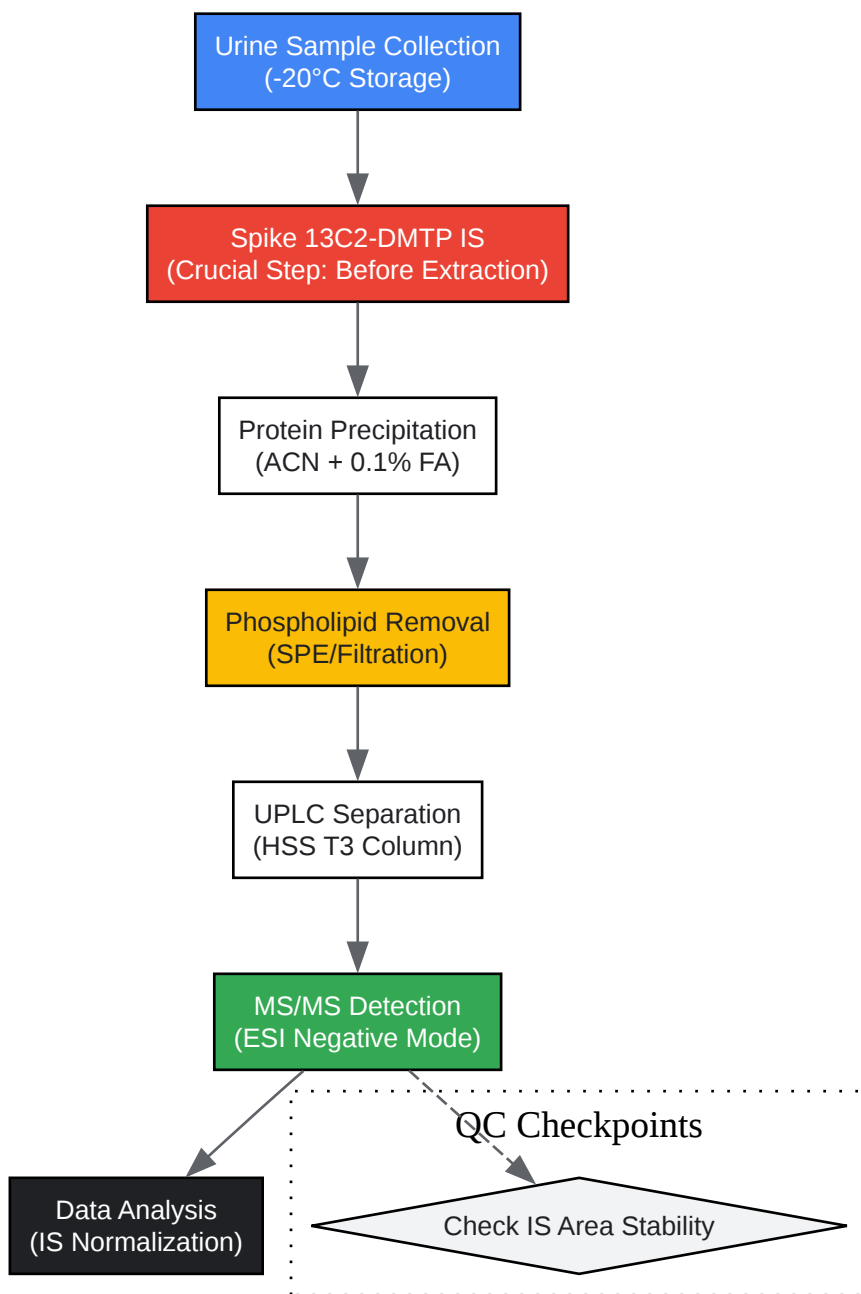 Urine Sample Collection
(-20°C Storage)
Spike 13C2-DMTP IS
(Crucial Step: Before Extraction)
Protein Precipitation
(ACN + 0.1% FA)
Phospholipid Removal
(SPE/Filtration)
UPLC Separation
(HSS T3 Column)
MS/MS Detection
(ESI Negative Mode)
QC Checkpoints
Data Analysis
(IS Normalization)
Check IS Area Stability